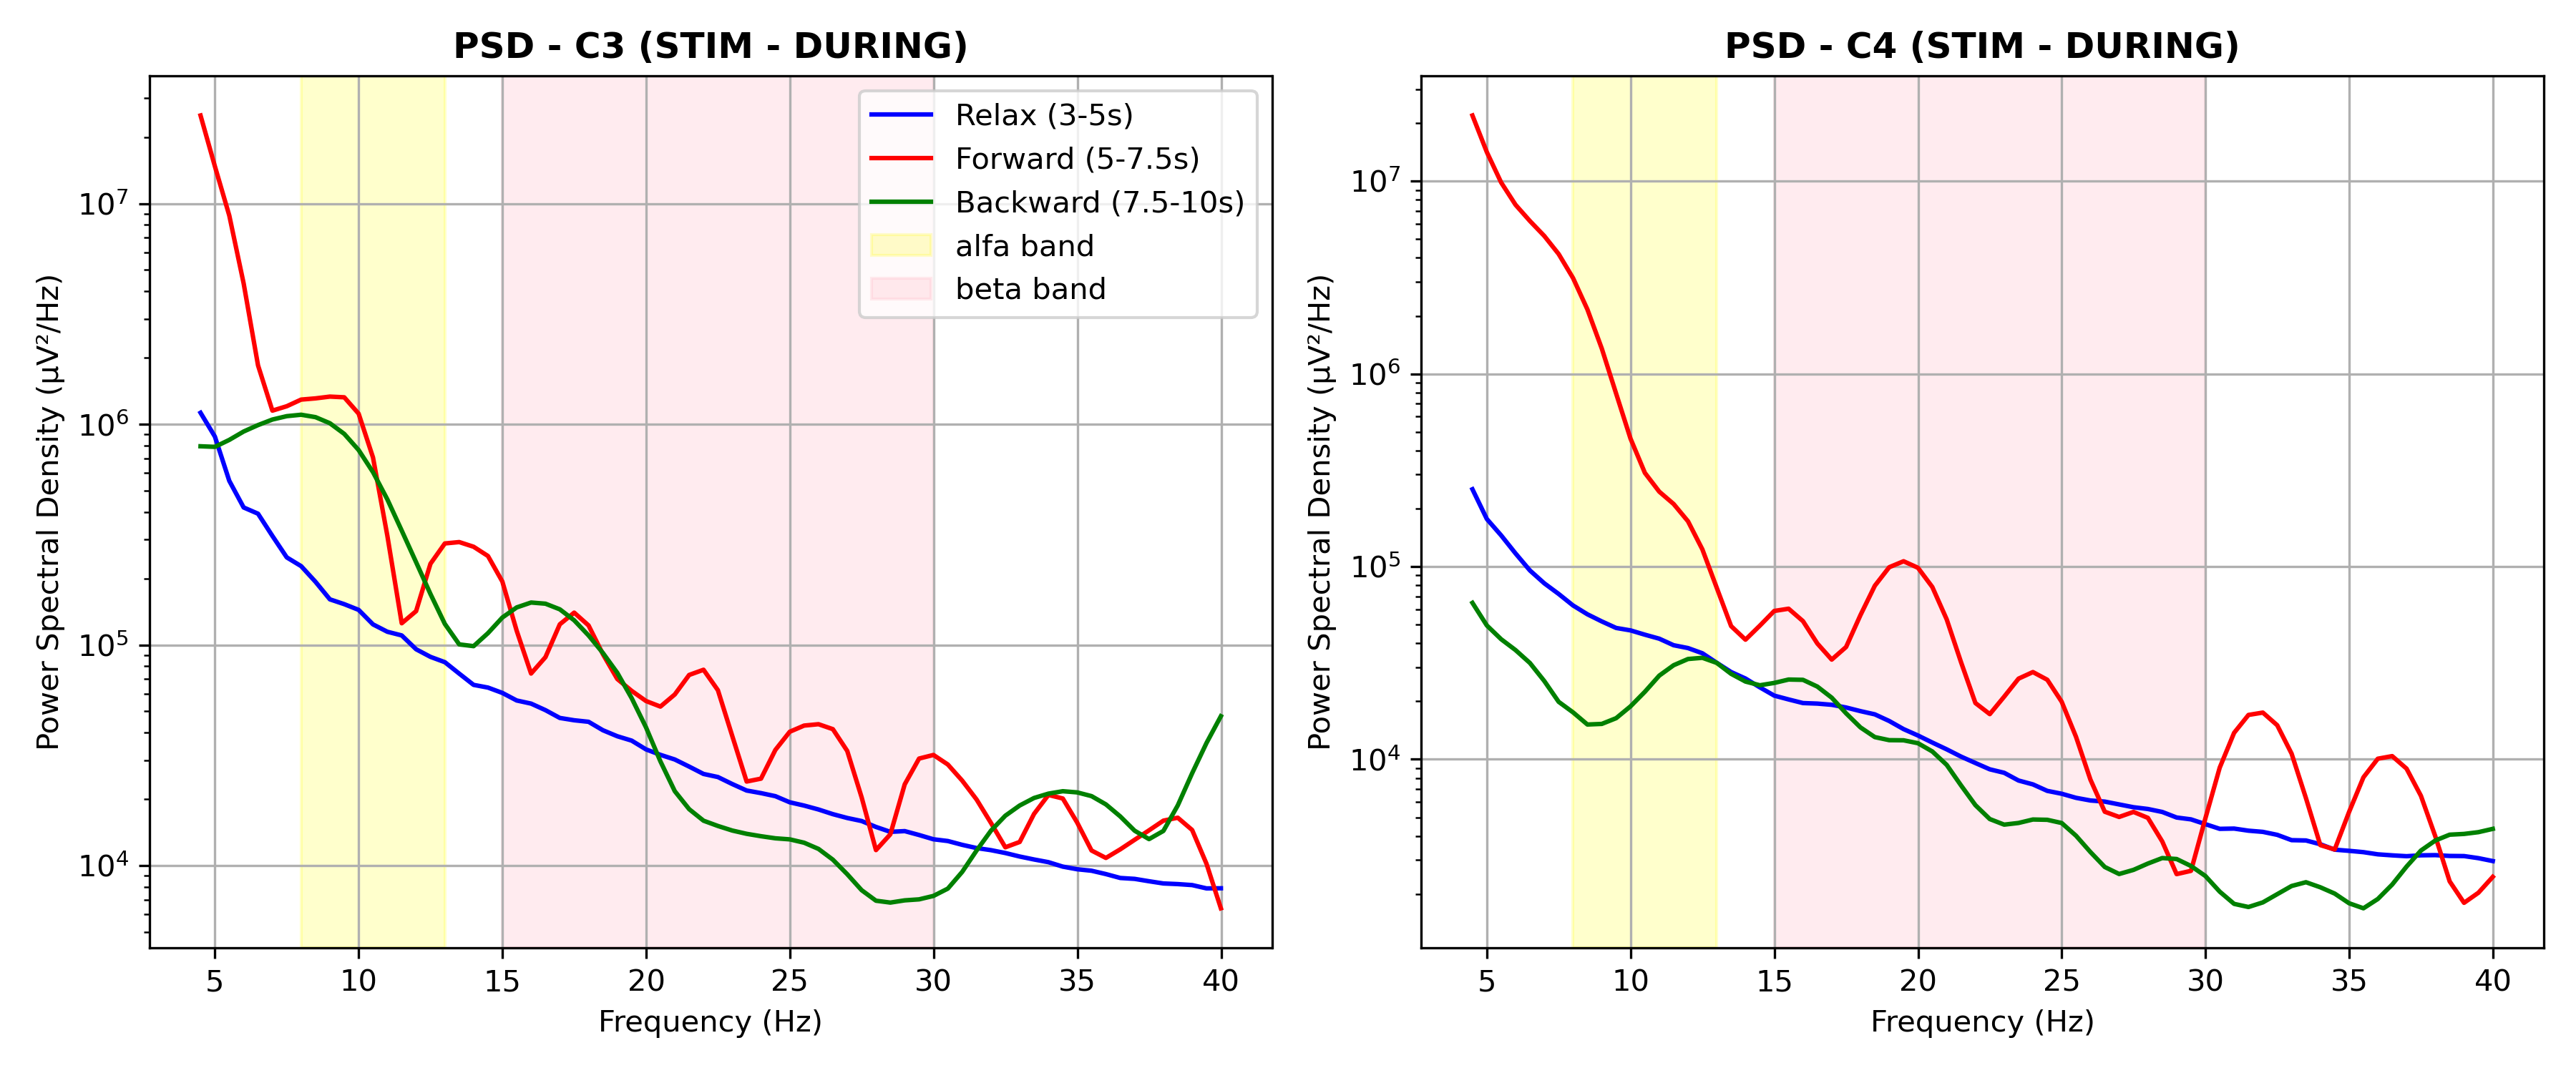 PSD - C3 (STIM - DURING)
Power Spectral Density (µV²/Hz)
10⁷
10⁶
10⁵
10⁴
Relax (3-5s)
Forward (5-7.5s)
Backward (7.5-10s)
alfa band
beta band
5 10 15 20 25 30 35 40
Frequency (Hz)
PSD - C4 (STIM - DURING)
Power Spectral Density (µV²/Hz)
10⁷
10⁶
10⁵
10⁴
5 10 15 20 25 30 35 40
Frequency (Hz)